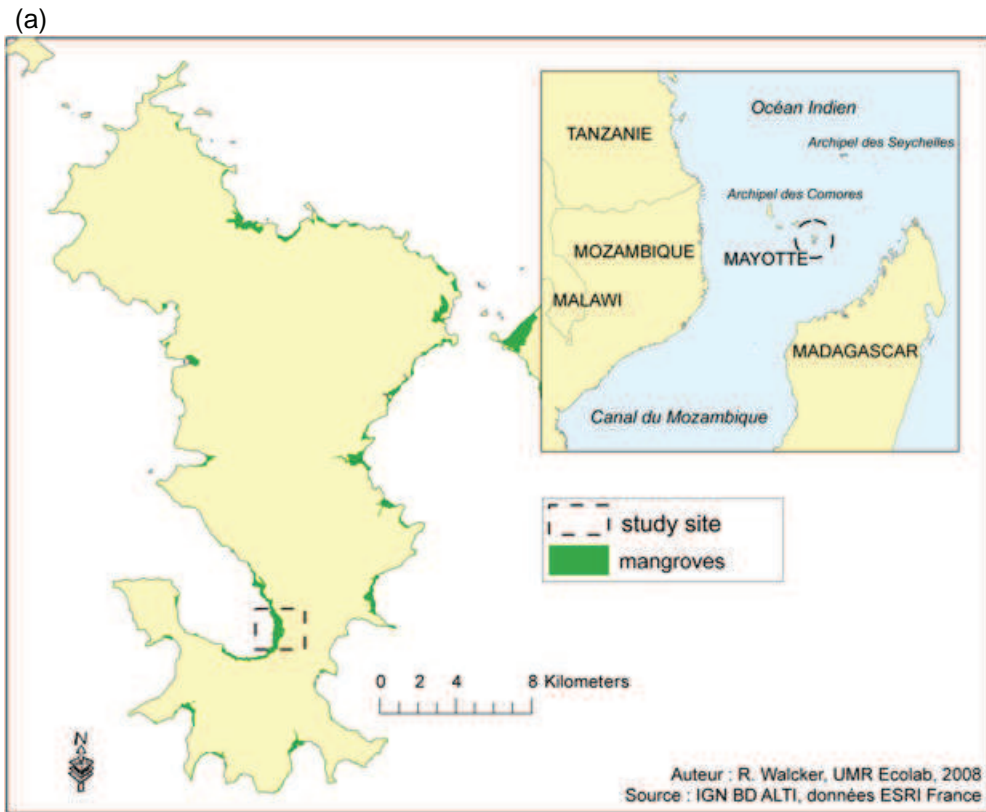 (a)
Océan Indien
TANZANIE
Archipel des Seychelles
Archipel des Comores
MOZAMBIQUE
MAYOTTE
MALAWI
MADAGASCAR
Canal du Mozambique
study site
mangroves
0 2 4 8 Kilometers
N
Auteur : R. Walcker, UMR Ecolab, 2008
Source : IGN BD ALTI, données ESRI France